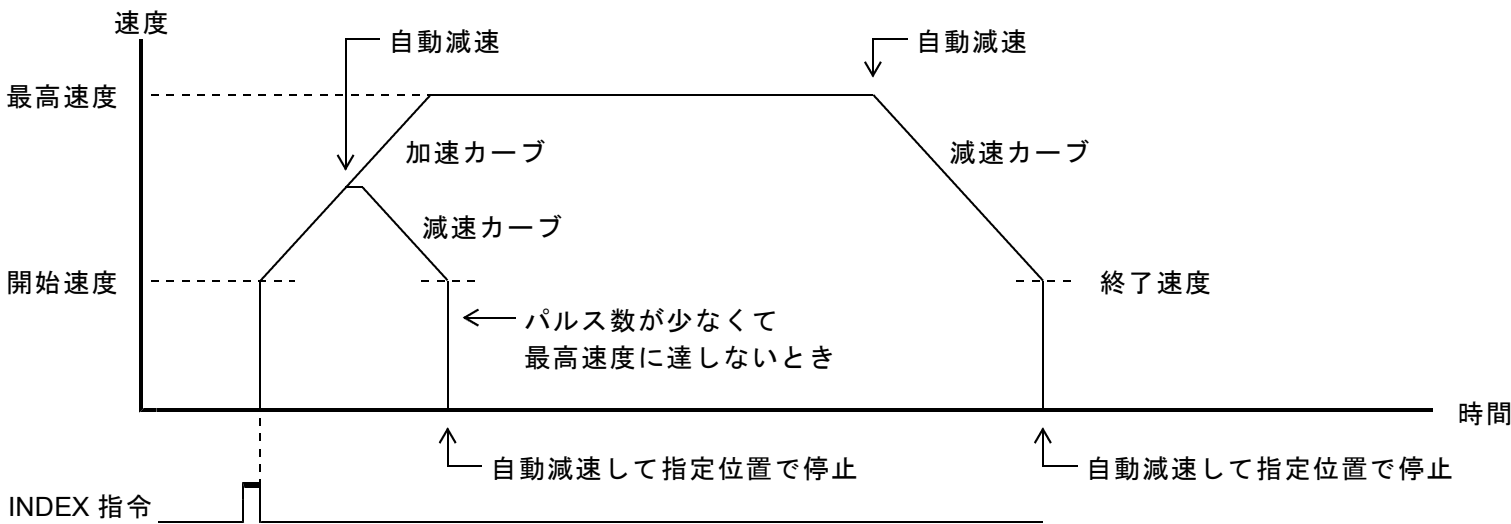 速度
自動減速
自動減速
最高速度
加速カーブ
減速カーブ
減速カーブ
開始速度
終了速度
パルス数が少なくて
最高速度に達しないとき
時間
自動減速して指定位置で停止
自動減速して指定位置で停止
INDEX 指令